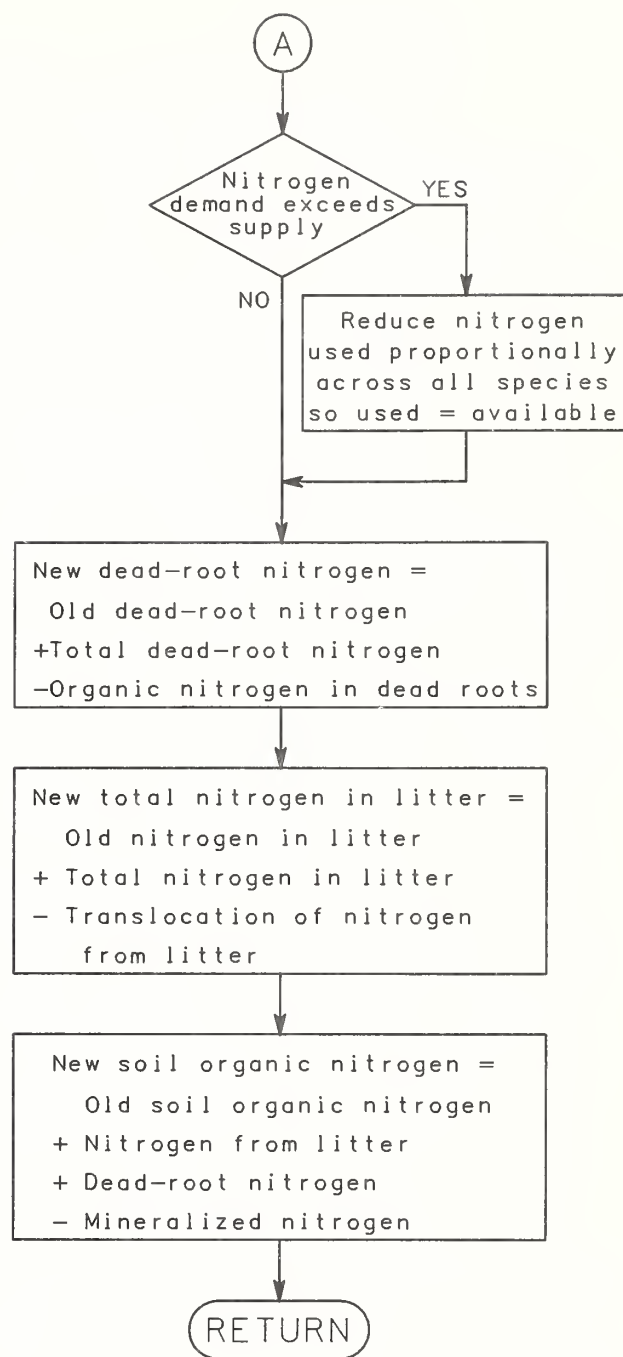 A
Nitrogen
demand exceeds
supply
YES
NO
Reduce nitrogen
used proportionally
across all species
so used = available
New dead-root nitrogen =
Old dead-root nitrogen
+Total dead-root nitrogen
-Organic nitrogen in dead roots
New total nitrogen in litter =
Old nitrogen in litter
+ Total nitrogen in litter
- Translocation of nitrogen
from litter
New soil organic nitrogen =
Old soil organic nitrogen
+ Nitrogen from litter
+ Dead-root nitrogen
- Mineralized nitrogen
RETURN